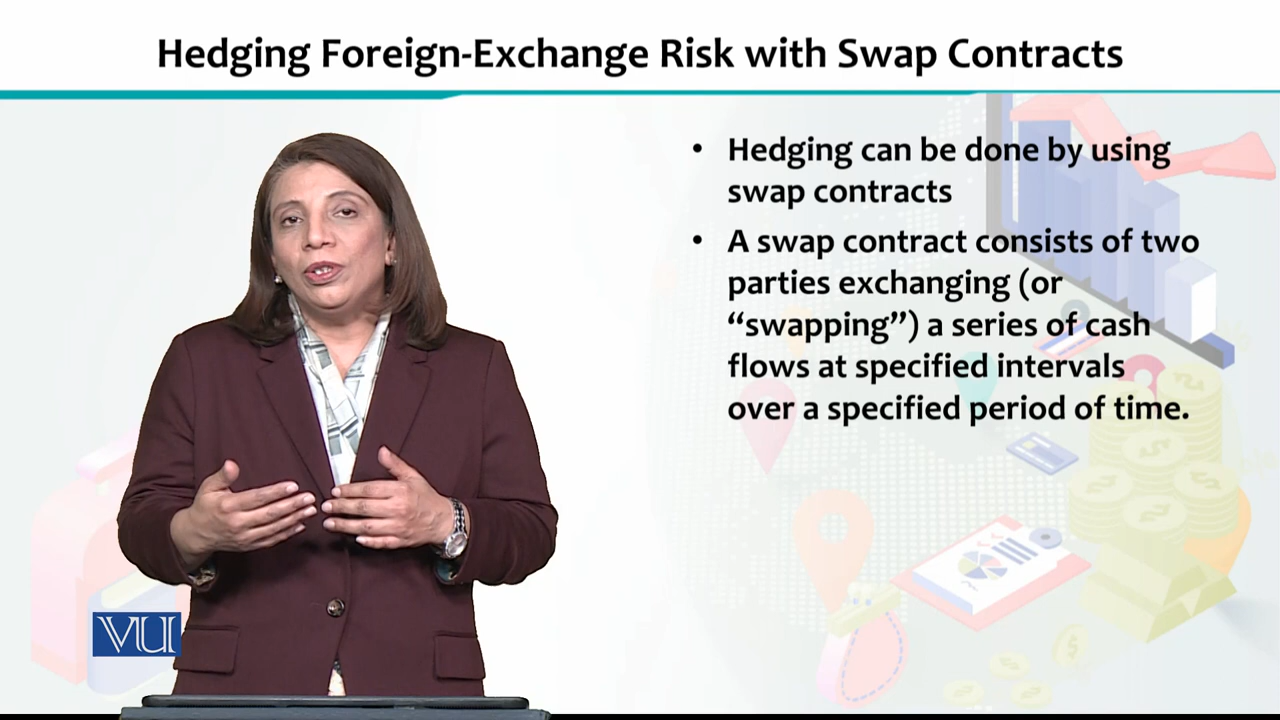 Hedging Foreign-Exchange Risk with Swap Contracts
• Hedging can be done by using
swap contracts
• A swap contract consists of two
parties exchanging (or
“swapping”) a series of cash
flows at specified intervals
over a specified period of time.
VU